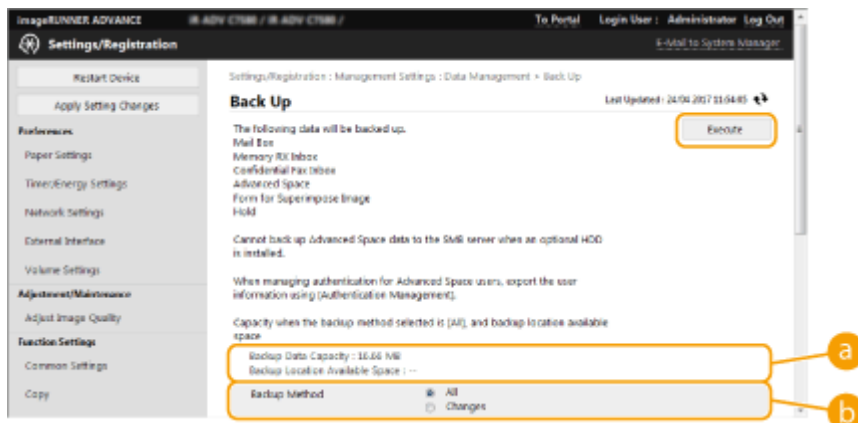 imageRUNNER ADVANCE iR-ADV C7580 / iR-ADV C7580 / To Portal Login User : Administrator Log Out
Settings/Registration E-Mail to System Manager
Restart Device
Apply Setting Changes
Preferences
Paper Settings
Timer/Energy Settings
Network Settings
External Interface
Volume Settings
Adjustment/Maintenance
Adjust Image Quality
Function Settings
Common Settings
Copy
Settings/Registration : Management Settings : Data Management > Back Up
Back Up Last Updated : 24/04 2017 11:54:05
Execute
The following data will be backed up.
Mail Box
Memory RX Inbox
Confidential Fax Inbox
Advanced Space
Form for Superimpose Image
Hold
Cannot back up Advanced Space data to the SMB server when an optional HDD
is installed.
When managing authentication for Advanced Space users, export the user
information using [Authentication Management].
Capacity when the backup method selected is [All], and backup location available
space
Backup Data Capacity : 16.66 MB
Backup Location Available Space : --
a
Backup Method All
Changes
b